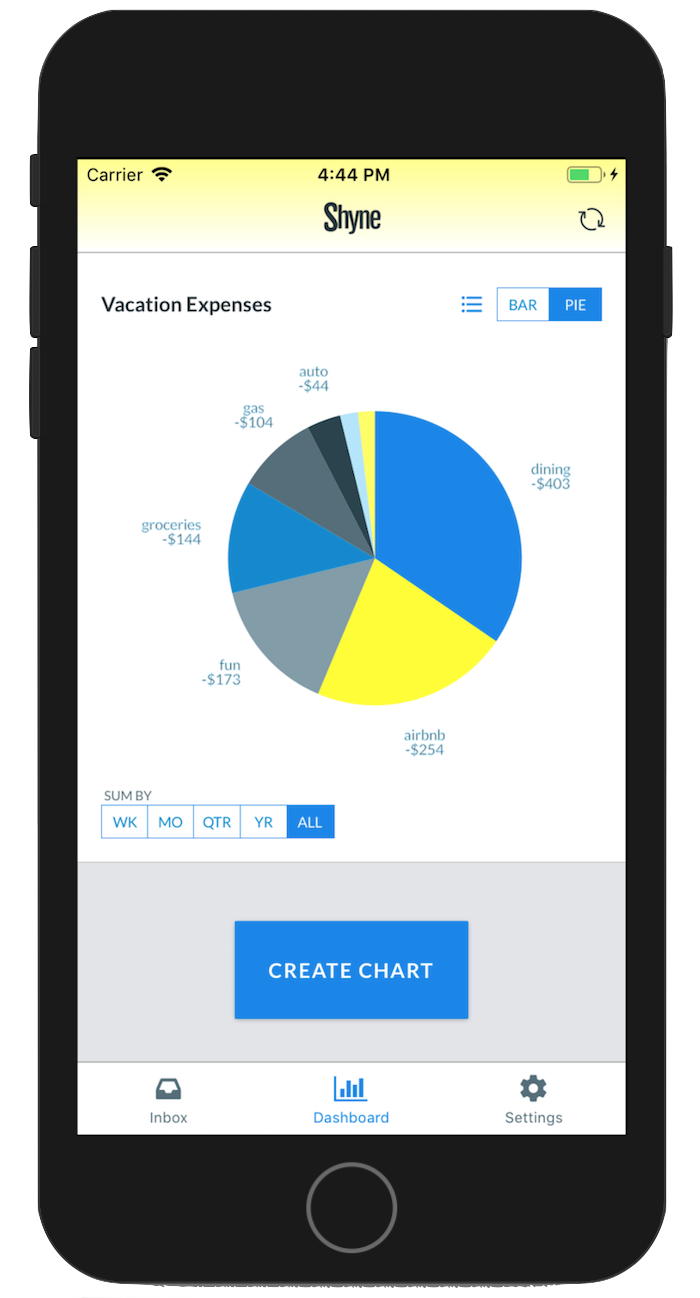 Carrier 4:44 PM
Shyne
Vacation Expenses BAR PIE
auto
-$44
gas
-$104
dining
-$403
groceries
-$144
fun
-$173
airbnb
-$254
SUM BY
WK MO QTR YR ALL
CREATE CHART
Inbox Dashboard Settings